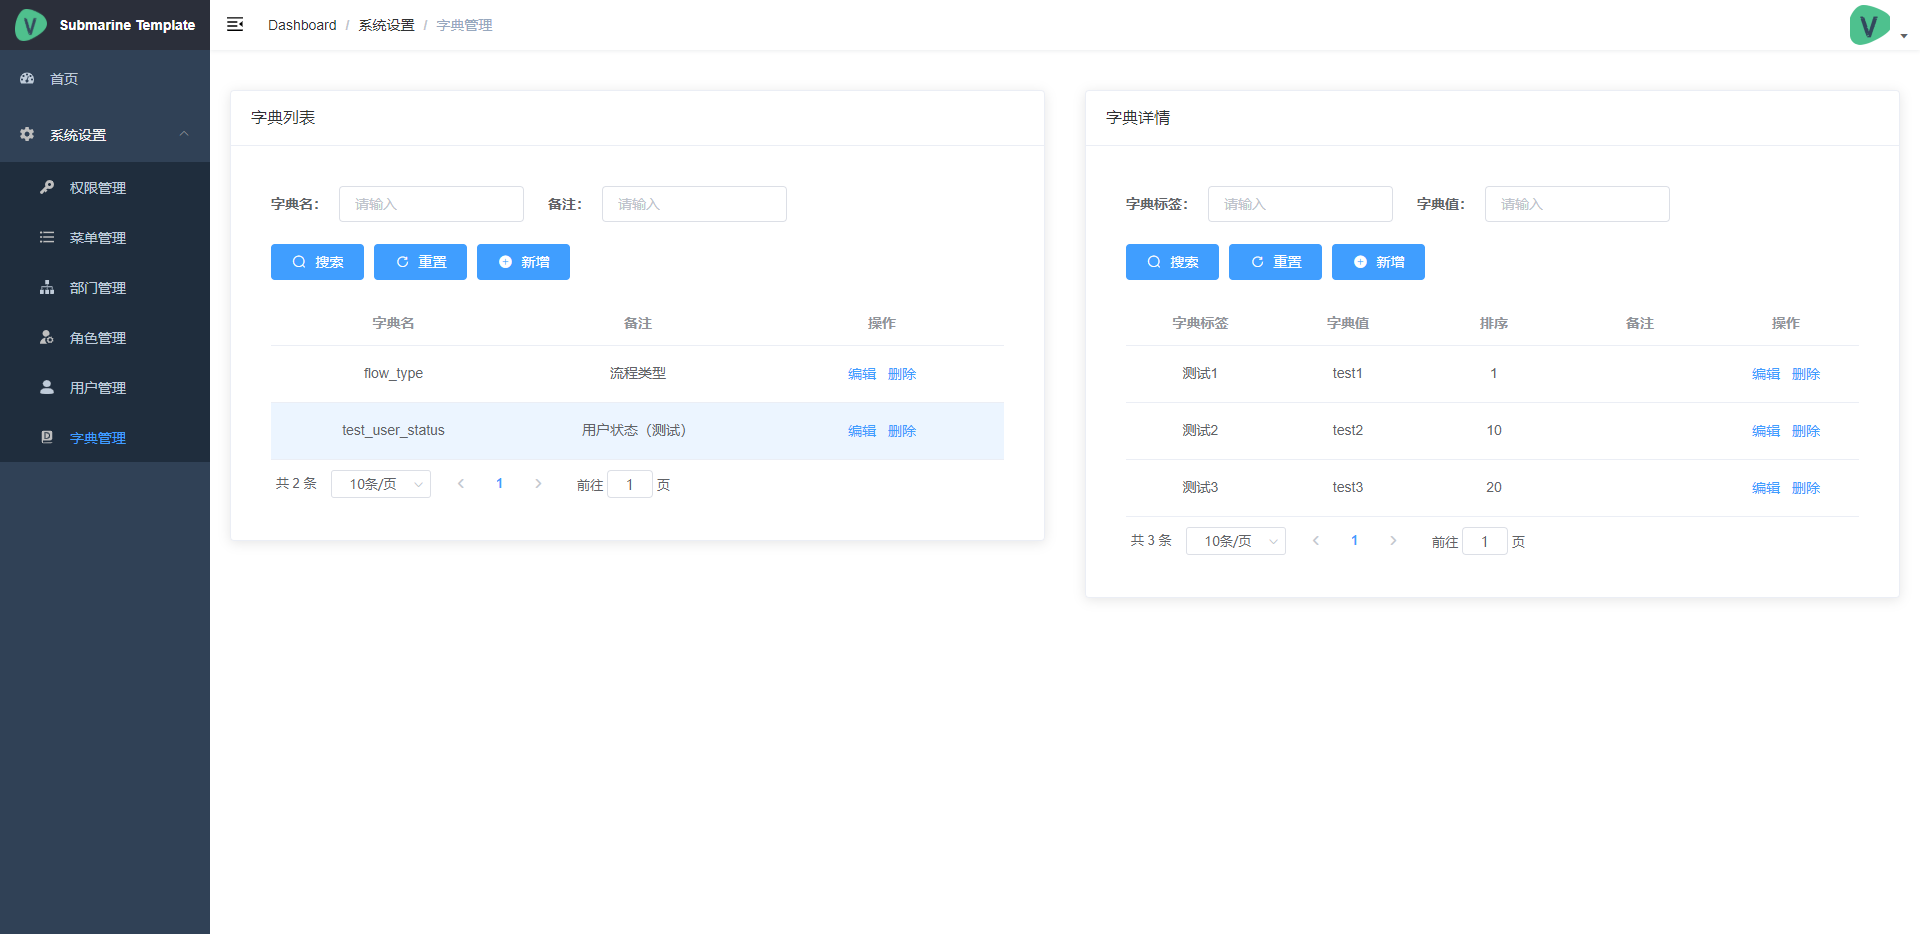 Submarine Template
首页
系统设置
权限管理
菜单管理
部门管理
角色管理
用户管理
字典管理
Dashboard / 系统设置 / 字典管理
字典列表
字典名： 请输入 备注： 请输入
搜索 重置 新增
字典名 备注 操作
flow_type 流程类型 编辑 删除
test_user_status 用户状态（测试） 编辑 删除
共 2 条 10条/页 1 前往 1 页
字典详情
字典标签： 请输入 字典值： 请输入
搜索 重置 新增
字典标签 字典值 排序 备注 操作
测试1 test1 1 编辑 删除
测试2 test2 10 编辑 删除
测试3 test3 20 编辑 删除
共 3 条 10条/页 1 前往 1 页